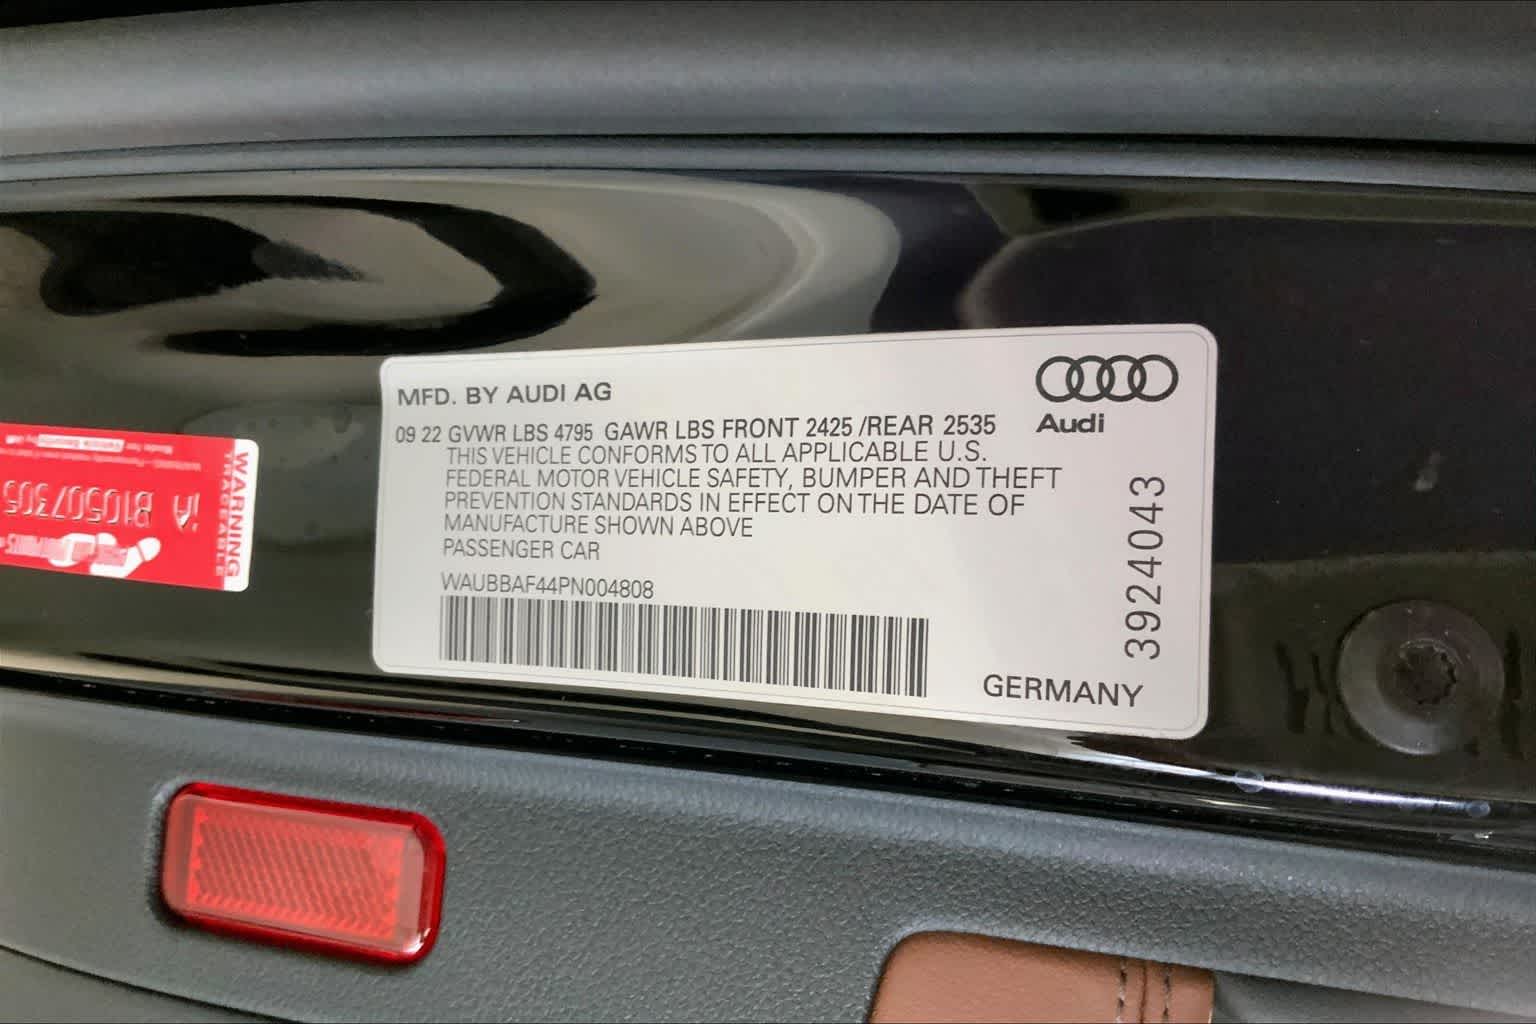 MFD. BY AUDI AG
Audi
09 22 GVWR LBS 4795 GAWR LBS FRONT 2425 /REAR 2535
THIS VEHICLE CONFORMS TO ALL APPLICABLE U.S.
FEDERAL MOTOR VEHICLE SAFETY, BUMPER AND THEFT
PREVENTION STANDARDS IN EFFECT ON THE DATE OF
MANUFACTURE SHOWN ABOVE
PASSENGER CAR
WAUBBAF44PN004808
GERMANY
3924043
WARNING
TRACEABLE
B10507305